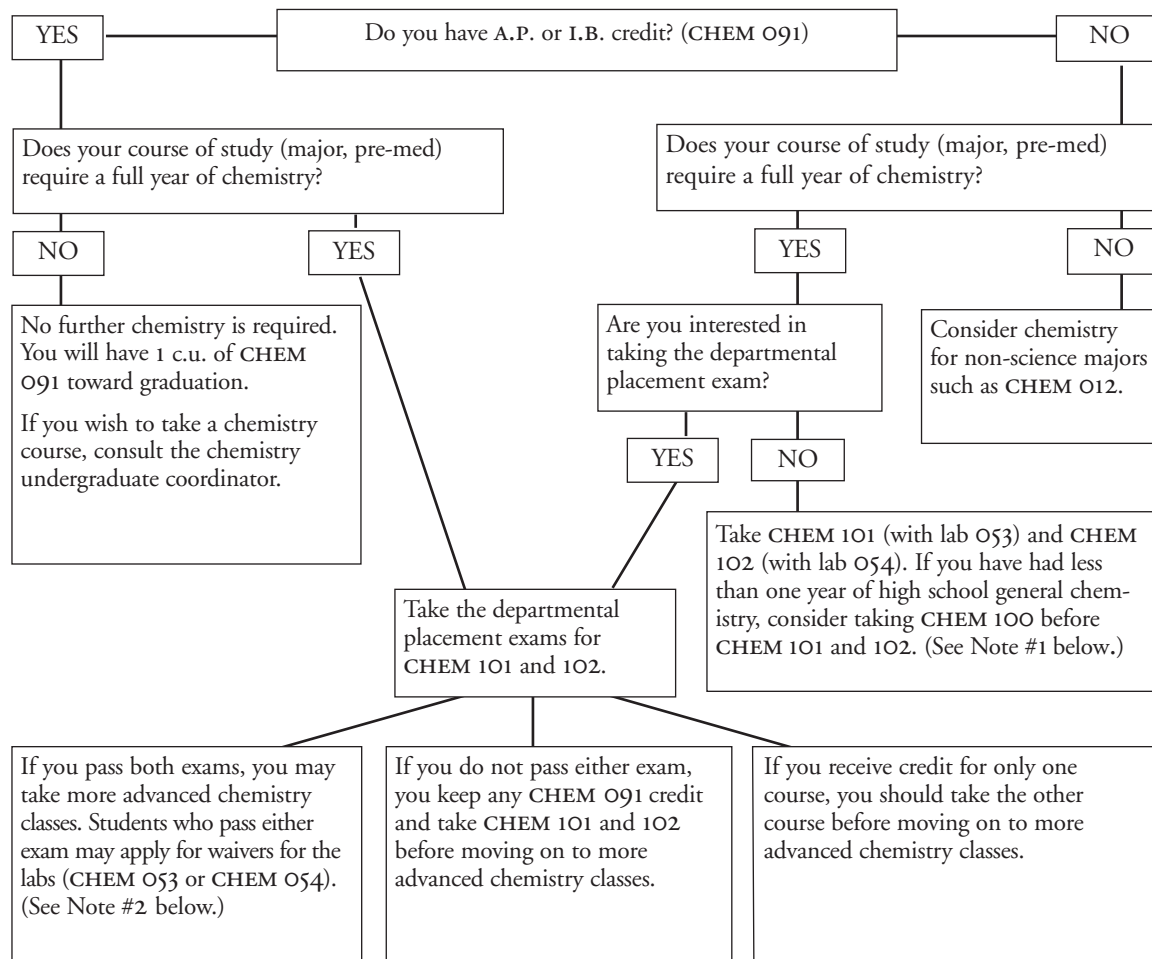 YES
Do you have A.P. or I.B. credit? (CHEM 091)
NO
Does your course of study (major, pre-med)
require a full year of chemistry?
Does your course of study (major, pre-med)
require a full year of chemistry?
NO
YES
YES
NO
No further chemistry is required.
You will have 1 c.u. of CHEM
091 toward graduation.
If you wish to take a chemistry
course, consult the chemistry
undergraduate coordinator.
Are you interested in
taking the departmental
placement exam?
Consider chemistry
for non-science majors
such as CHEM 012.
YES
NO
Take CHEM 101 (with lab 053) and CHEM
102 (with lab 054). If you have had less
than one year of high school general chem-
istry, consider taking CHEM 100 before
CHEM 101 and 102. (See Note #1 below.)
Take the departmental
placement exams for
CHEM 101 and 102.
If you pass both exams, you may
take more advanced chemistry
classes. Students who pass either
exam may apply for waivers for the
labs (CHEM 053 or CHEM 054).
(See Note #2 below.)
If you do not pass either exam,
you keep any CHEM 091 credit
and take CHEM 101 and 102
before moving on to more
advanced chemistry classes.
If you receive credit for only one
course, you should take the other
course before moving on to more
advanced chemistry classes.